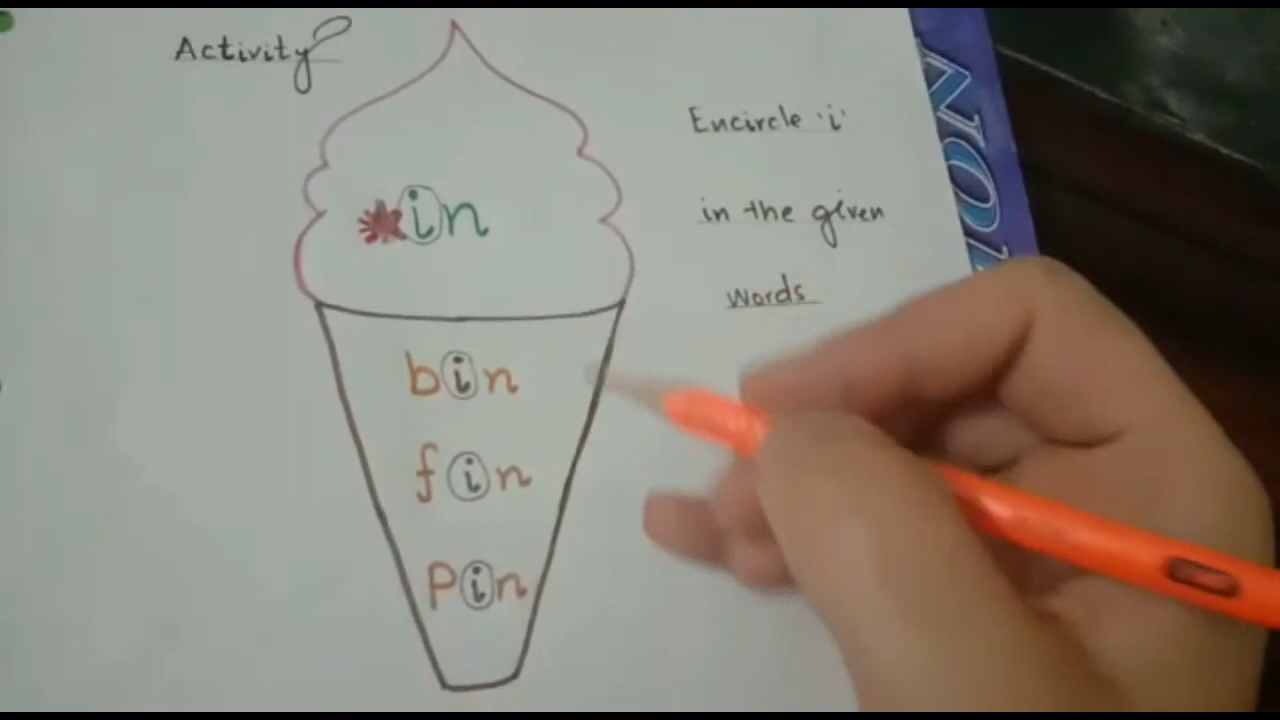 Activity
Encircle 'i'
in the given
words
in
bin
fin
Pin